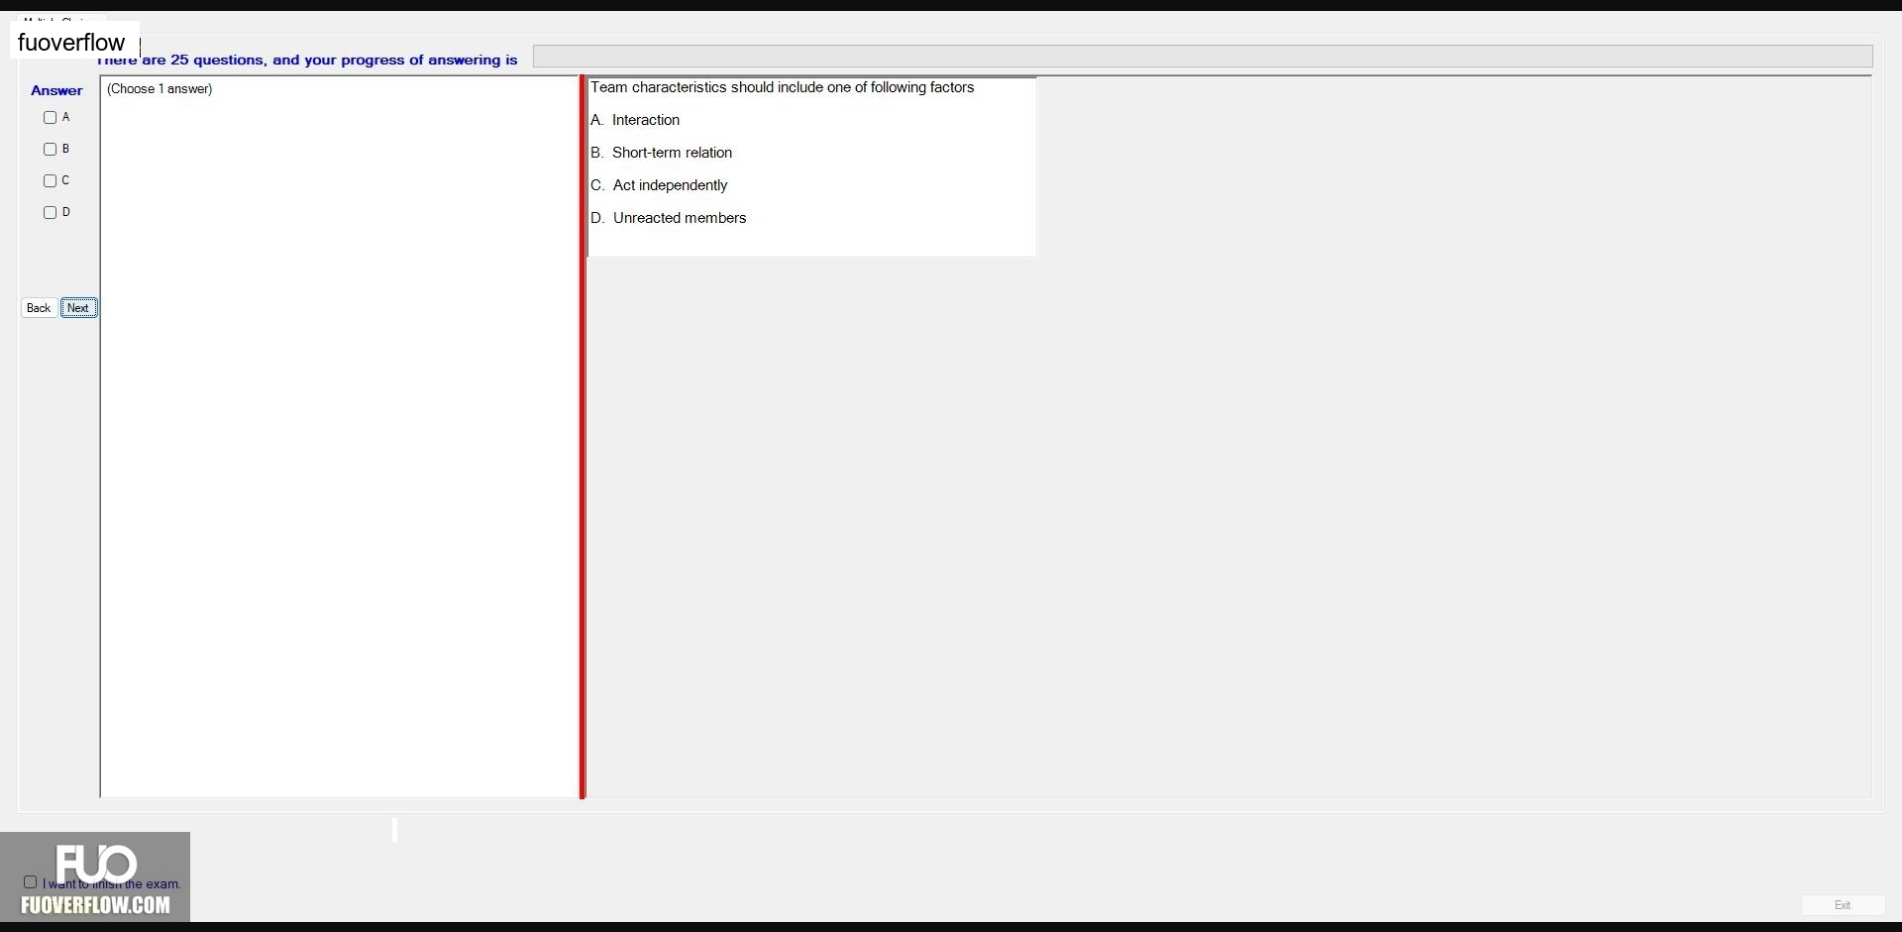 fuoverflow
There are 25 questions, and your progress of answering is
Answer
(Choose 1 answer)
A
B
C
D
Back
Next
Team characteristics should include one of following factors
A. Interaction
B. Short-term relation
C. Act independently
D. Unreacted members
FUO
I want to finish the exam.
FUOVERFLOW.COM
Exit